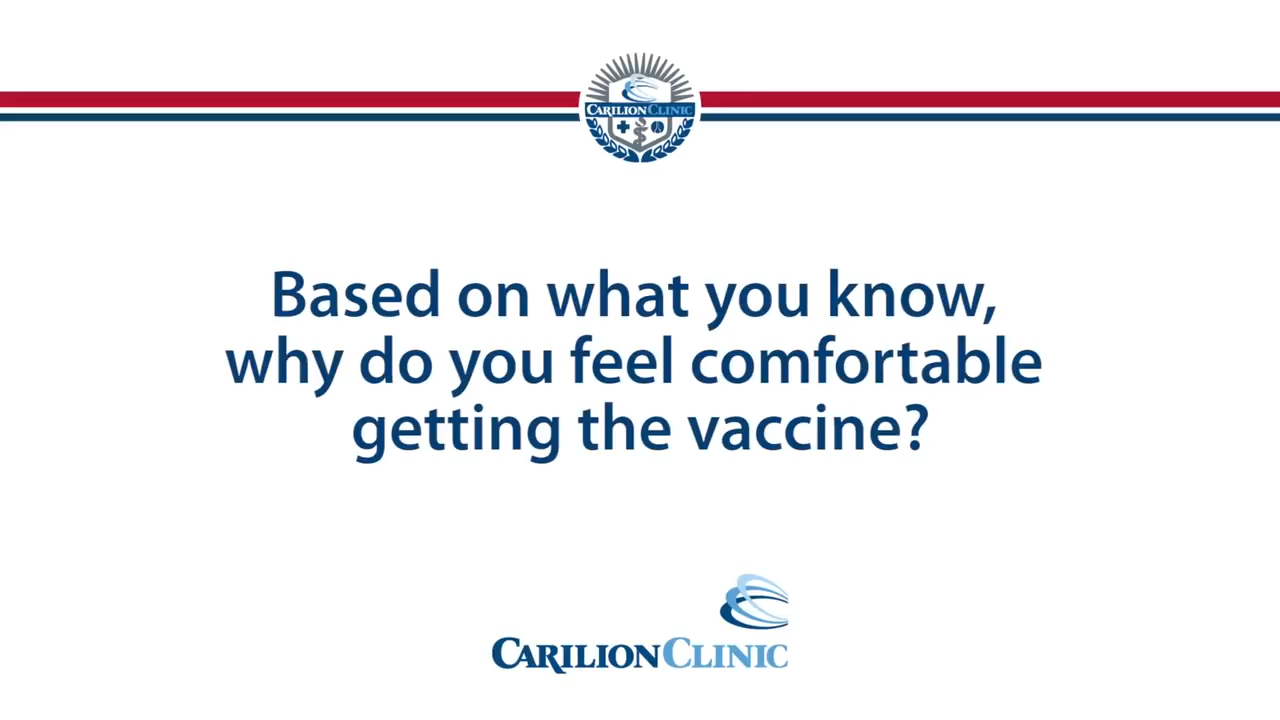 CARILION CLINIC
Based on what you know,
why do you feel comfortable
getting the vaccine?
CARILION CLINIC